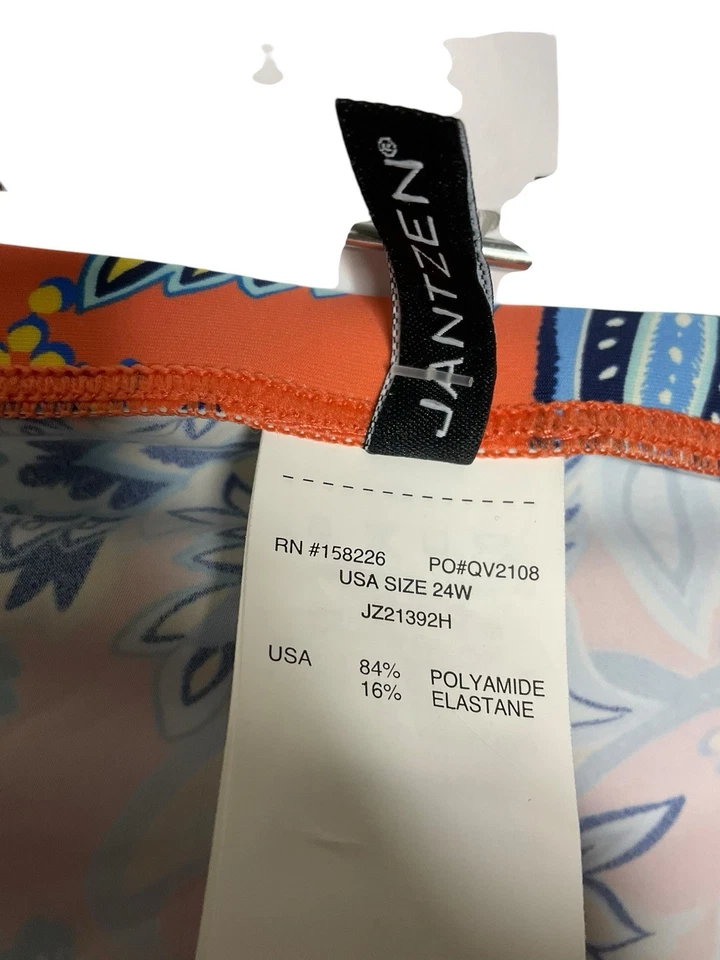 JANTZEN®
RN #158226 PO#QV2108
USA SIZE 24W
JZ21392H
USA 84% POLYAMIDE
16% ELASTANE